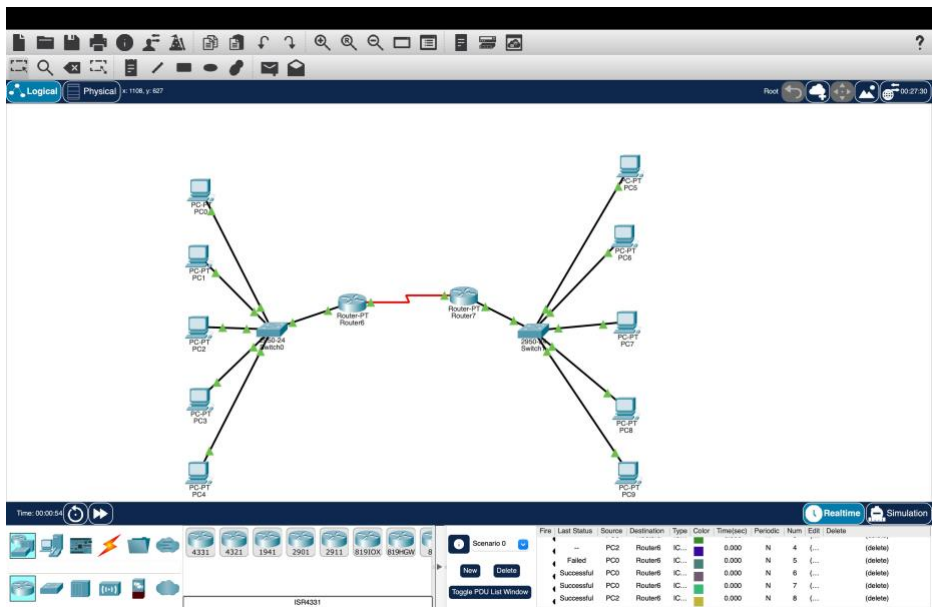 ?
Logical Physical x: 1108, y: 627 Root 00:27:30
PC-PT
PC0
PC-PT
PC1
PC-PT
PC2
PC-PT
PC3
PC-PT
PC4
Switch0
Router-PT
Router6
Router-PT
Router7
Switch
PC-PT
PC5
PC-PT
PC6
PC-PT
PC7
PC-PT
PC8
PC-PT
PC9
Time: 00:00:54 Realtime Simulation
4331 4321 1941 2901 2911 819IOX 819HGW 8
ISR4331
Scenario 0
New Delete
Toggle PDU List Window
Fire Last Status Source Destination Type Color Time(sec) Periodic Num Edit Delete
-- PC2 Router6 IC... 0.000 N 4 (... (delete)
Failed PC0 Router6 IC... 0.000 N 5 (... (delete)
Successful PC0 Router6 IC... 0.000 N 6 (... (delete)
Successful PC0 Router6 IC... 0.000 N 7 (... (delete)
Successful PC2 Router6 IC... 0.000 N 8 (... (delete)